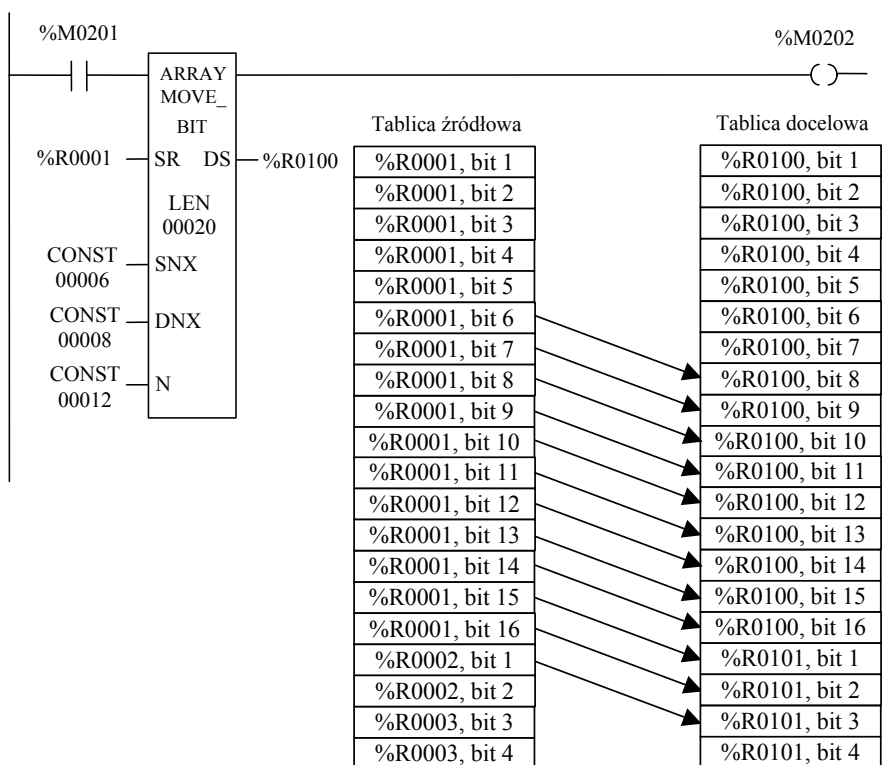 %M0201
%M0202
ARRAY
MOVE_
BIT
%R0001
SR DS
%R0100
LEN
00020
CONST
00006
SNX
CONST
00008
DNX
CONST
00012
N
Tablica źródłowa
%R0001, bit 1
%R0001, bit 2
%R0001, bit 3
%R0001, bit 4
%R0001, bit 5
%R0001, bit 6
%R0001, bit 7
%R0001, bit 8
%R0001, bit 9
%R0001, bit 10
%R0001, bit 11
%R0001, bit 12
%R0001, bit 13
%R0001, bit 14
%R0001, bit 15
%R0001, bit 16
%R0002, bit 1
%R0002, bit 2
%R0003, bit 3
%R0003, bit 4
Tablica docelowa
%R0100, bit 1
%R0100, bit 2
%R0100, bit 3
%R0100, bit 4
%R0100, bit 5
%R0100, bit 6
%R0100, bit 7
%R0100, bit 8
%R0100, bit 9
%R0100, bit 10
%R0100, bit 11
%R0100, bit 12
%R0100, bit 13
%R0100, bit 14
%R0100, bit 15
%R0100, bit 16
%R0101, bit 1
%R0101, bit 2
%R0101, bit 3
%R0101, bit 4